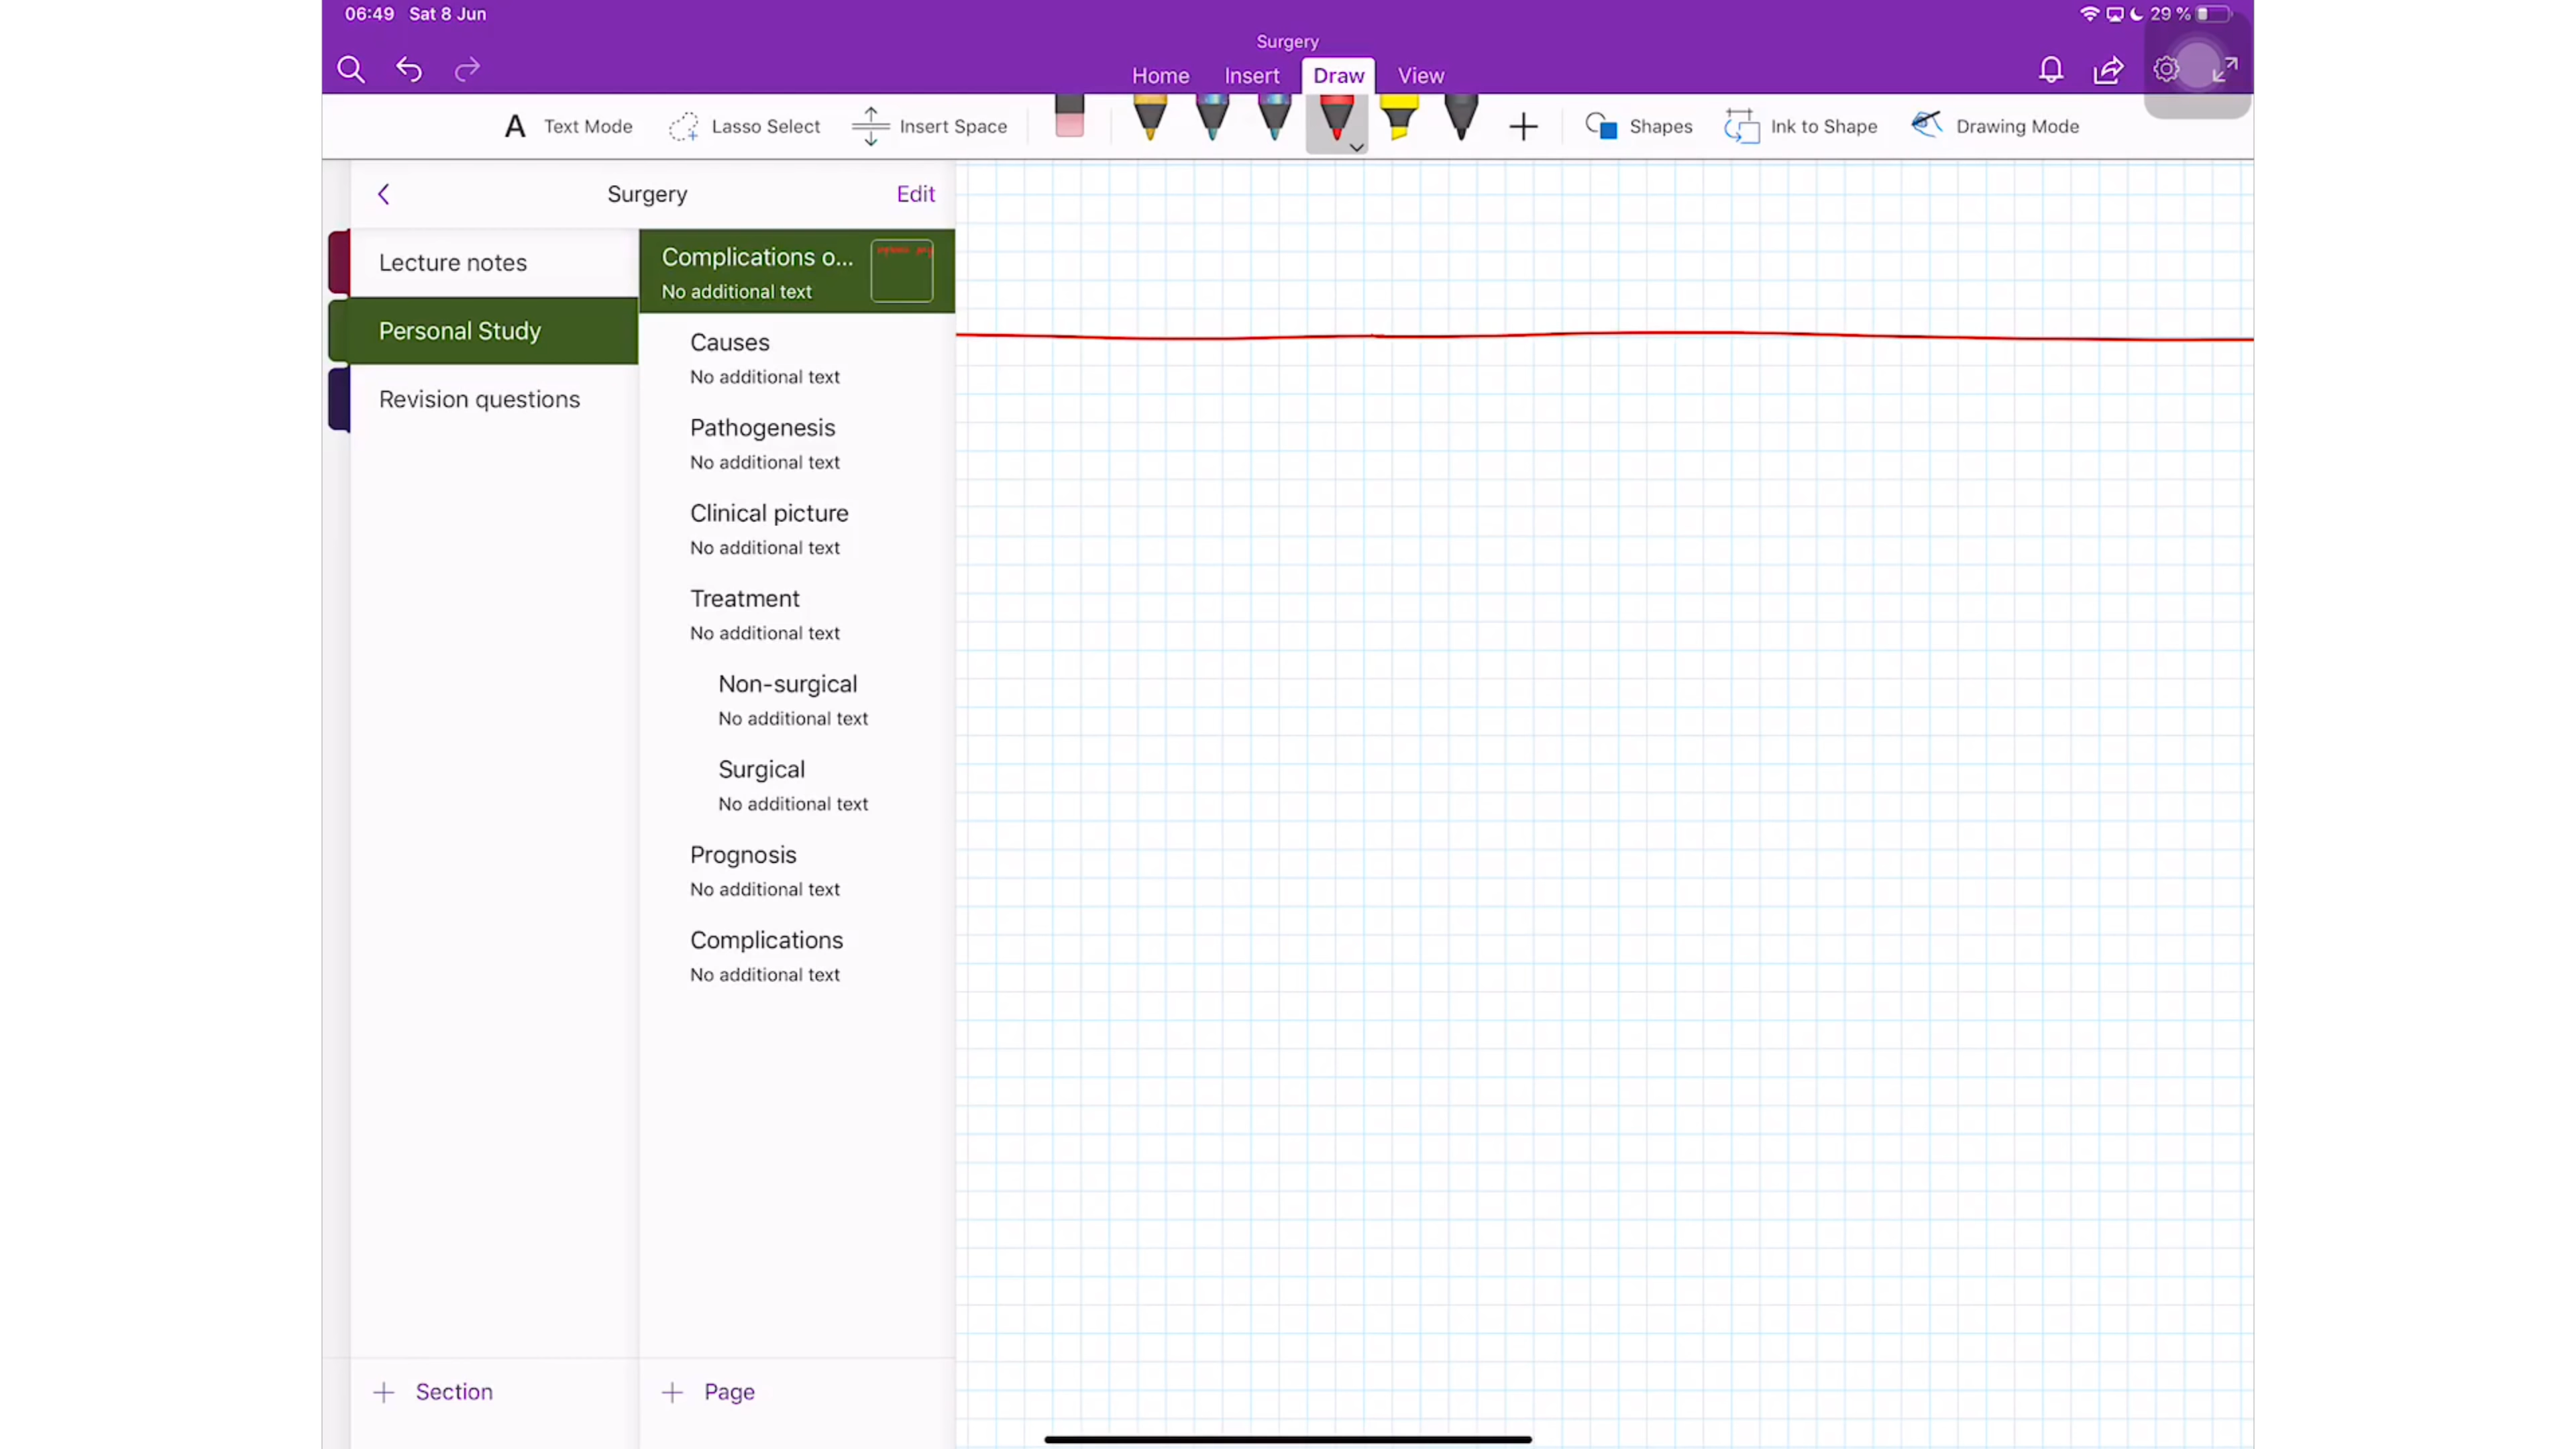 06:49 Sat 8 Jun
29 %
Surgery
Home Insert Draw View
A Text Mode Lasso Select Insert Space Shapes Ink to Shape Drawing Mode
Surgery Edit
Lecture notes
Personal Study
Revision questions
Complications o...
No additional text
Causes
No additional text
Pathogenesis
No additional text
Clinical picture
No additional text
Treatment
No additional text
Non-surgical
No additional text
Surgical
No additional text
Prognosis
No additional text
Complications
No additional text
+ Section
+ Page